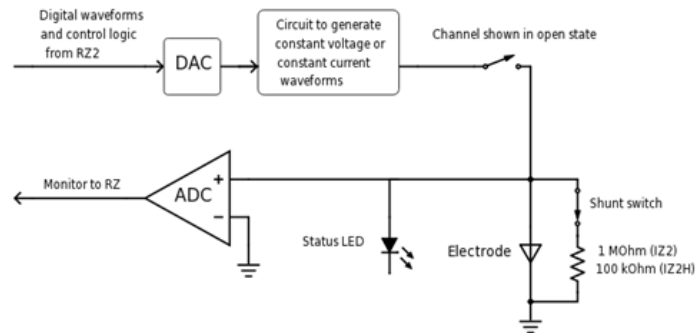 Digital waveforms
and control logic
from RZ2
DAC
Circuit to generate
constant voltage or
constant current
waveforms
Channel shown in open state
Monitor to RZ
ADC
+
−
Status LED
Electrode
Shunt switch
1 MOhm (IZ2)
100 kOhm (IZ2H)